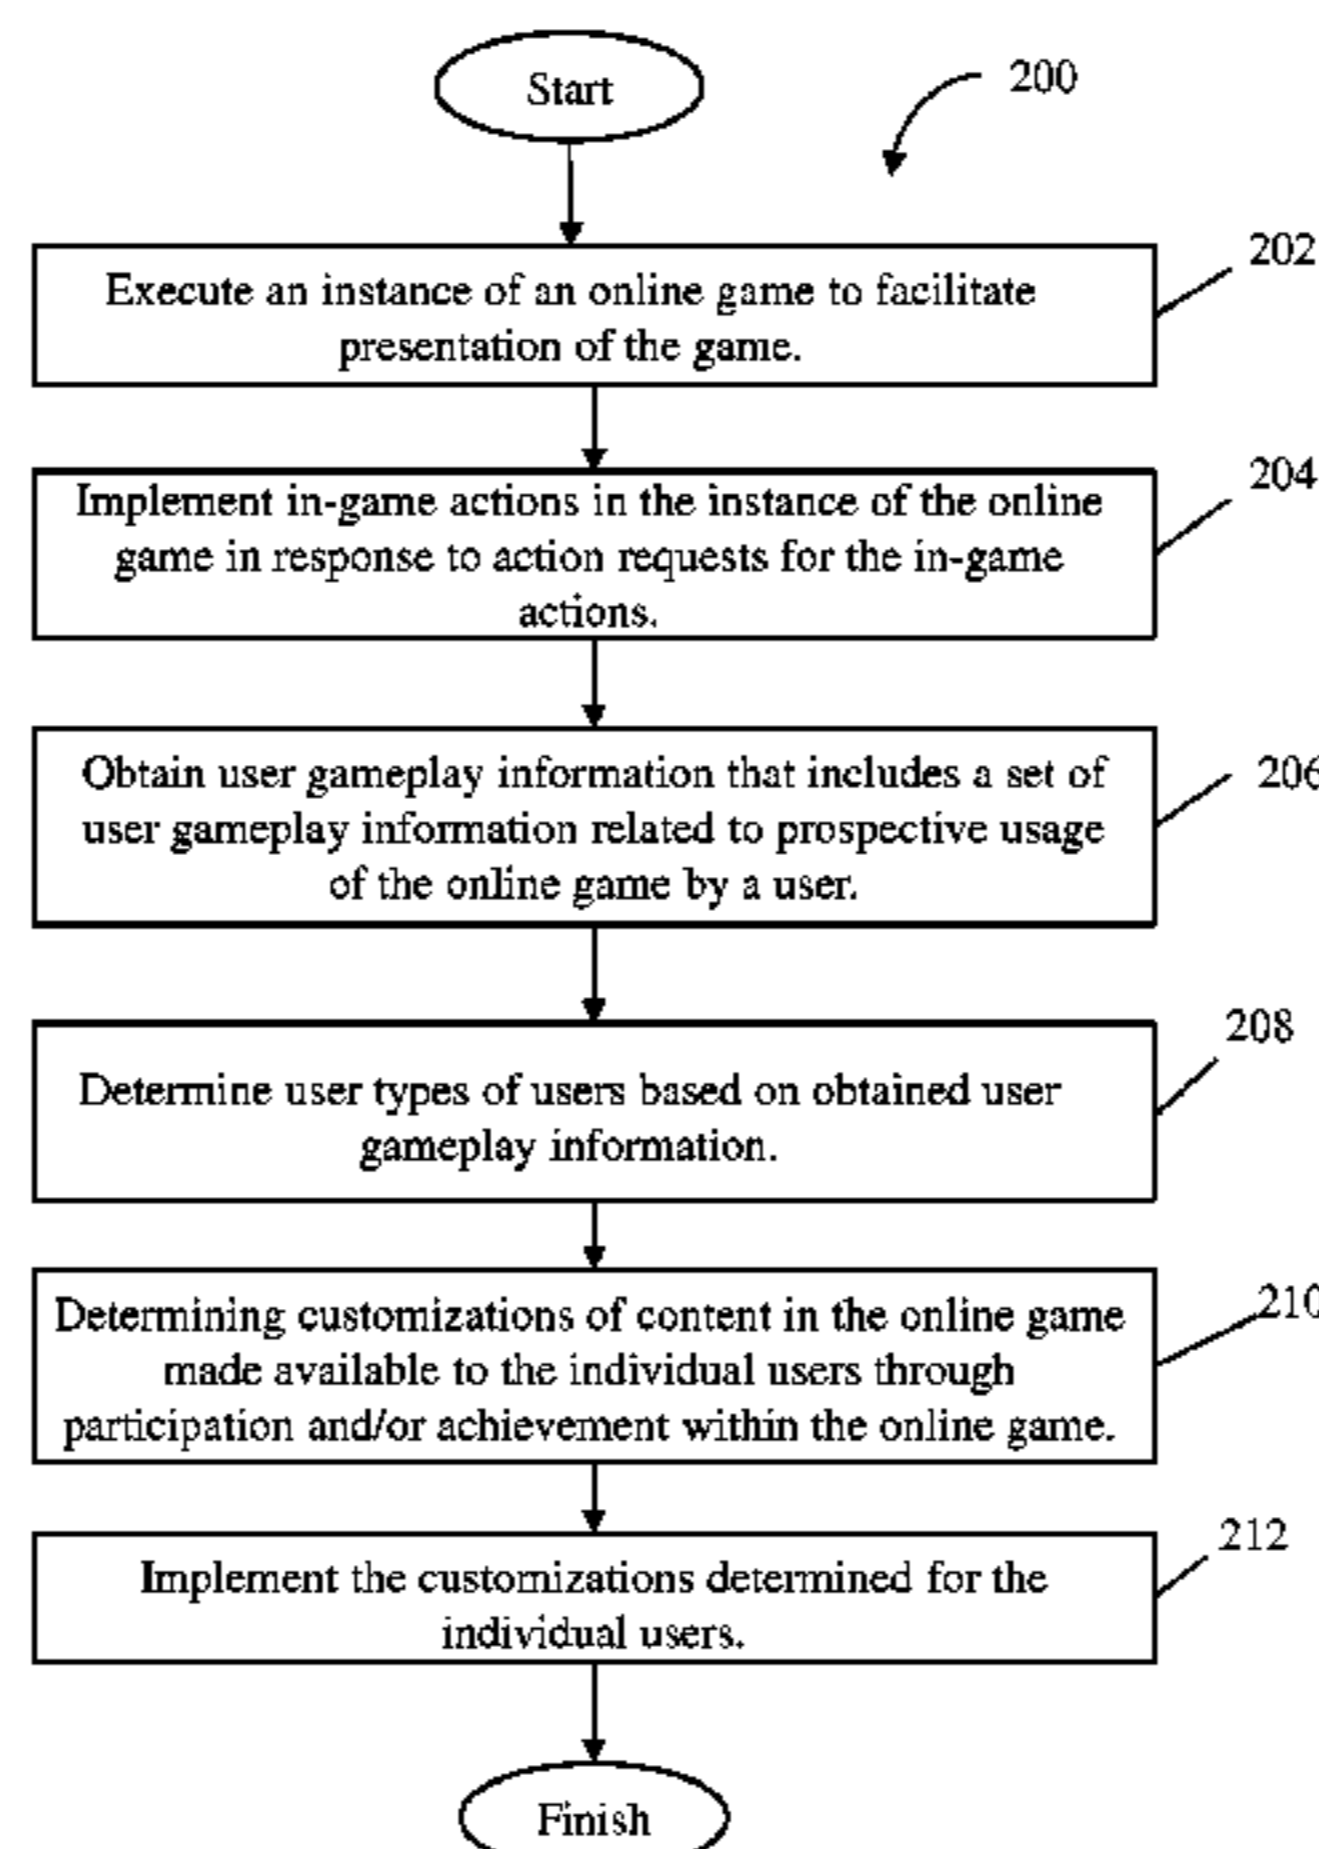 Start
200
Execute an instance of an online game to facilitate
presentation of the game.
202
Implement in-game actions in the instance of the online
game in response to action requests for the in-game
actions.
204
Obtain user gameplay information that includes a set of
user gameplay information related to prospective usage
of the online game by a user.
206
Determine user types of users based on obtained user
gameplay information.
208
Determining customizations of content in the online game
made available to the individual users through
participation and/or achievement within the online game.
210
Implement the customizations determined for the
individual users.
212
Finish